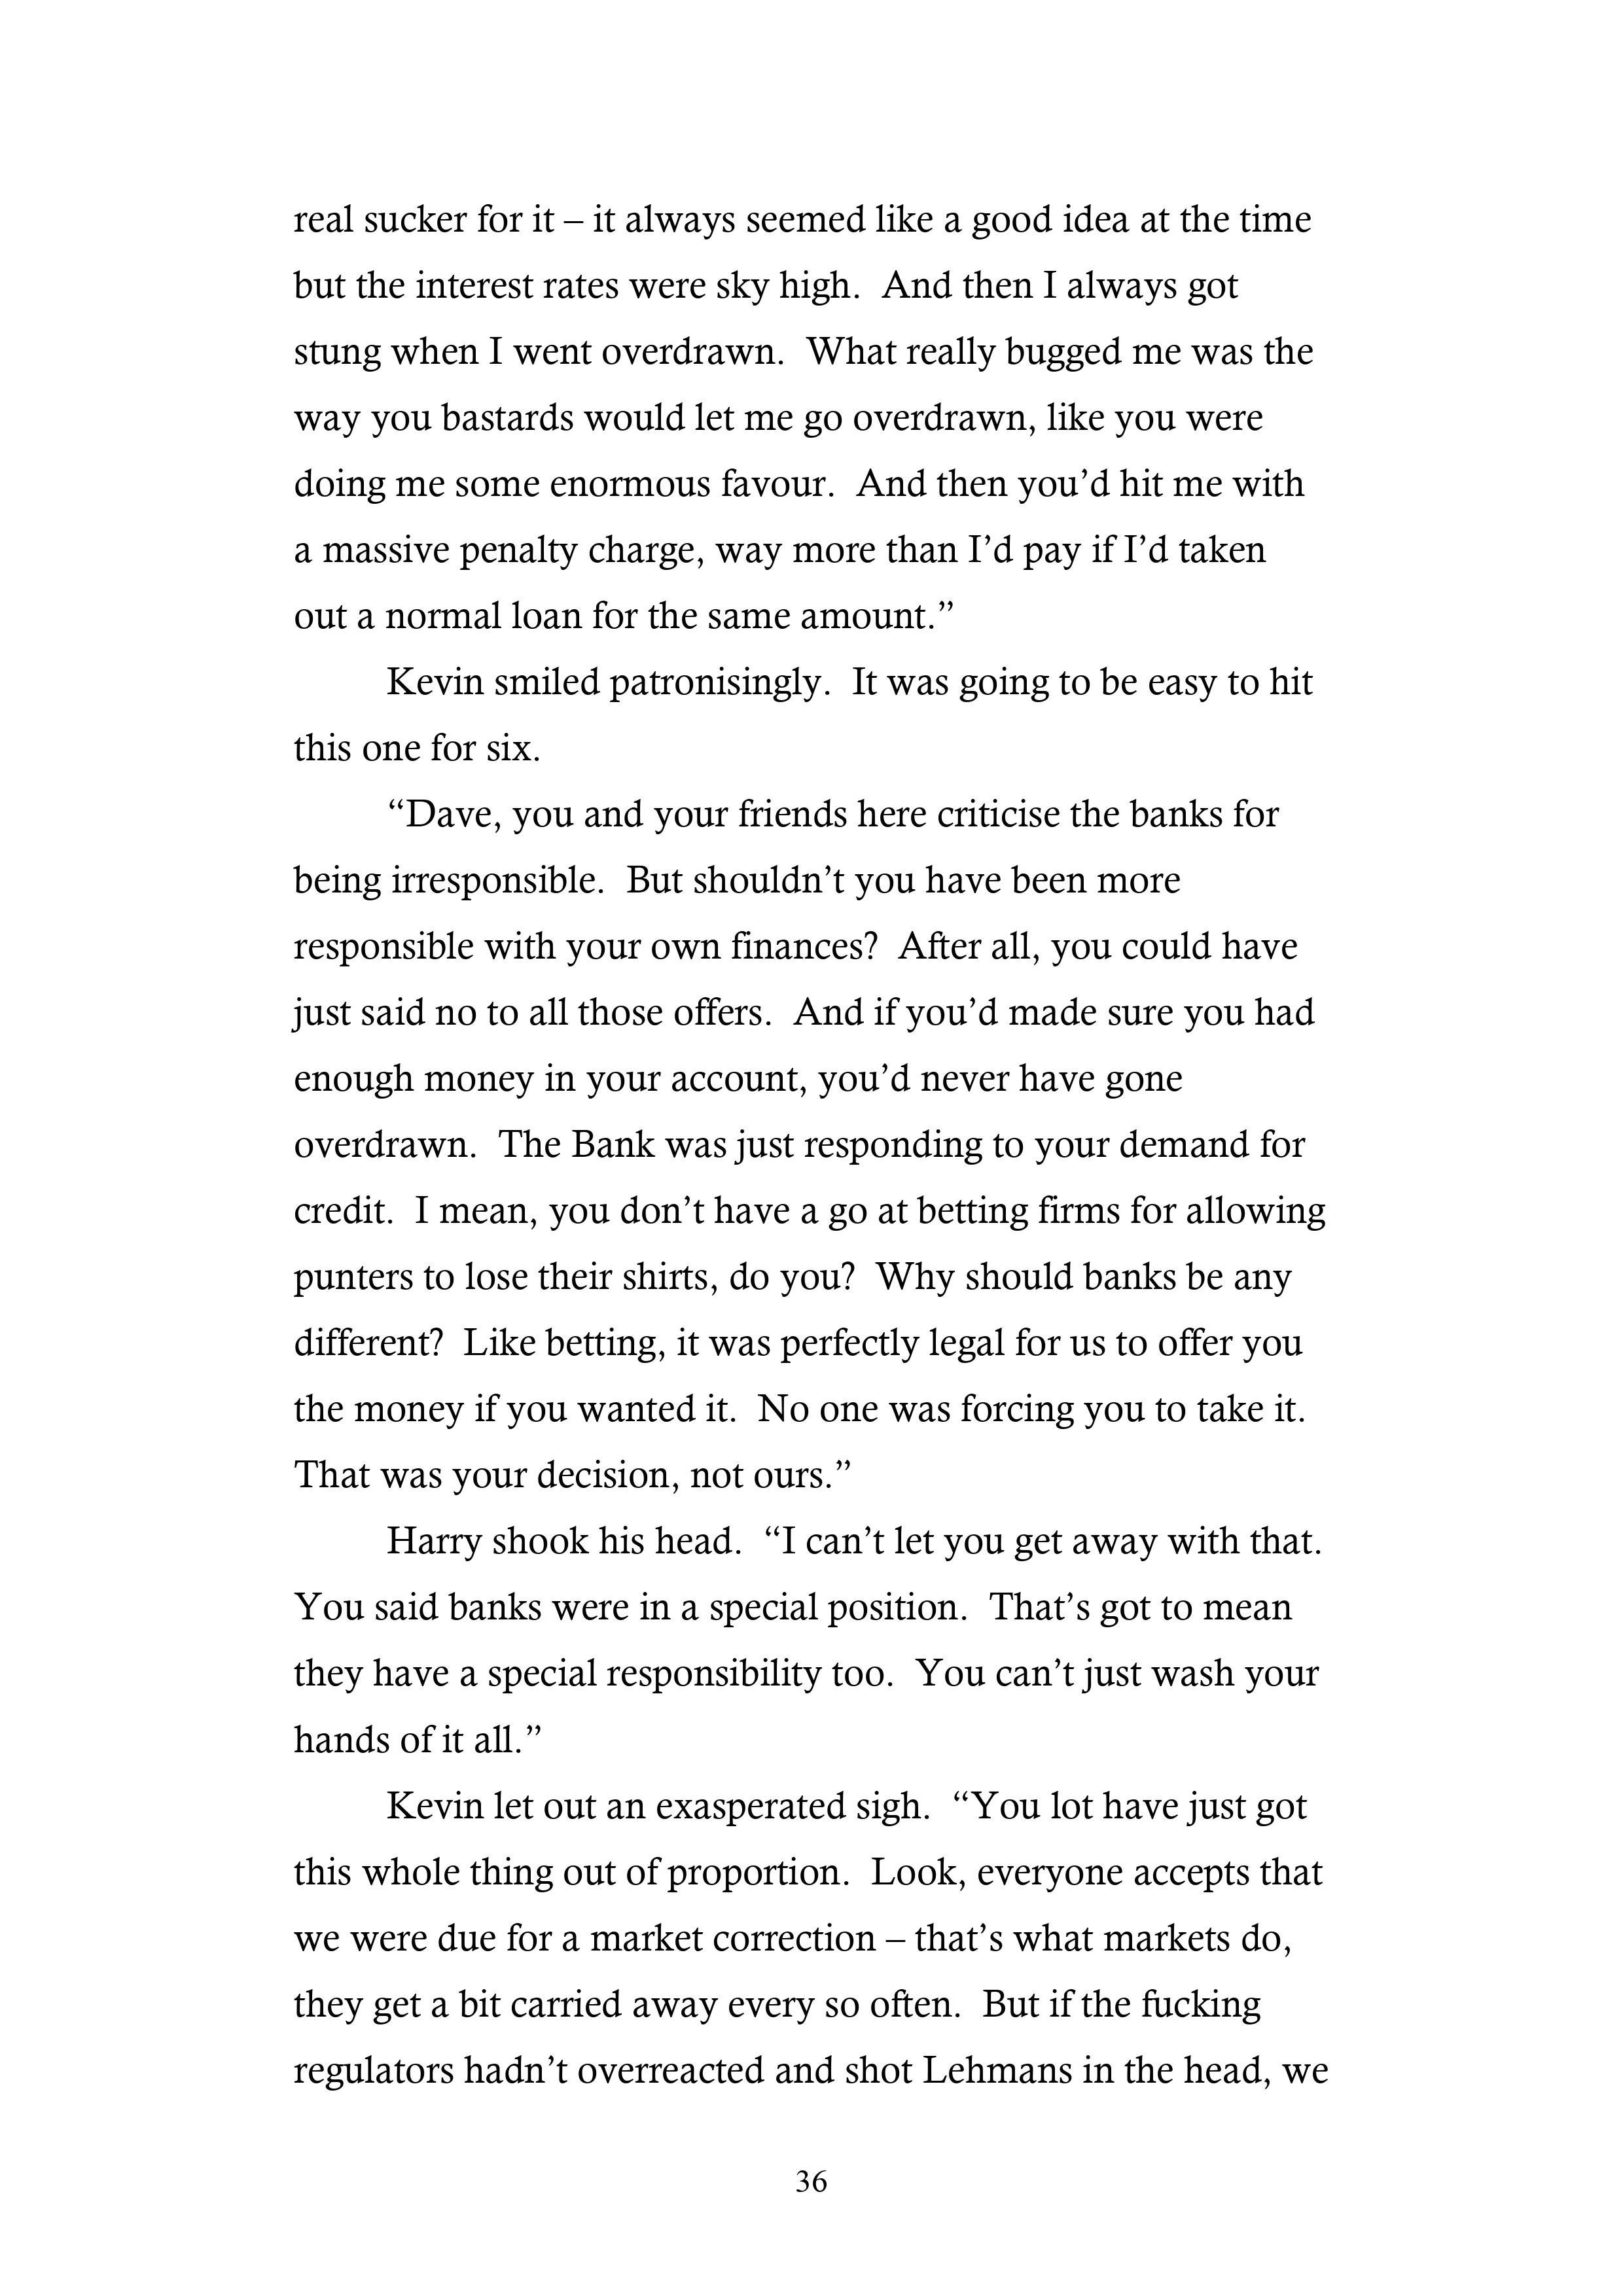 real sucker for it – it always seemed like a good idea at the time
but the interest rates were sky high.  And then I always got
stung when I went overdrawn.  What really bugged me was the
way you bastards would let me go overdrawn, like you were
doing me some enormous favour.  And then you’d hit me with
a massive penalty charge, way more than I’d pay if I’d taken
out a normal loan for the same amount.”
Kevin smiled patronisingly.  It was going to be easy to hit
this one for six.
“Dave, you and your friends here criticise the banks for
being irresponsible.  But shouldn’t you have been more
responsible with your own finances?  After all, you could have
just said no to all those offers.  And if you’d made sure you had
enough money in your account, you’d never have gone
overdrawn.  The Bank was just responding to your demand for
credit.  I mean, you don’t have a go at betting firms for allowing
punters to lose their shirts, do you?  Why should banks be any
different?  Like betting, it was perfectly legal for us to offer you
the money if you wanted it.  No one was forcing you to take it.
That was your decision, not ours.”
Harry shook his head.  “I can’t let you get away with that.
You said banks were in a special position.  That’s got to mean
they have a special responsibility too.  You can’t just wash your
hands of it all.”
Kevin let out an exasperated sigh.  “You lot have just got
this whole thing out of proportion.  Look, everyone accepts that
we were due for a market correction – that’s what markets do,
they get a bit carried away every so often.  But if the fucking
regulators hadn’t overreacted and shot Lehmans in the head, we
36